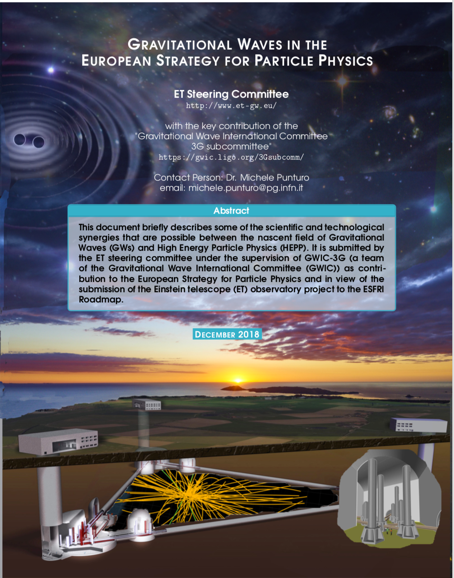 GRAVITATIONAL WAVES IN THE
EUROPEAN STRATEGY FOR PARTICLE PHYSICS
ET Steering Committee
http://www.et-gw.eu/
with the key contribution of the
"Gravitational Wave International Committee
3G subcommittee"
https://gwic.ligo.org/3Gsubcomm/
Contact Person: Dr. Michele Punturo
email: michele.punturo@pg.infn.it
Abstract
This document briefly describes some of the scientific and technological
synergies that are possible between the nascent field of Gravitational
Waves (GWs) and High Energy Particle Physics (HEPP). It is submitted by
the ET steering committee under the supervision of GWIC-3G (a team
of the Gravitational Wave International Committee (GWIC)) as contri-
bution to the European Strategy for Particle Physics and in view of the
submission of the Einstein telescope (ET) observatory project to the ESFRI
Roadmap.
DECEMBER 2018